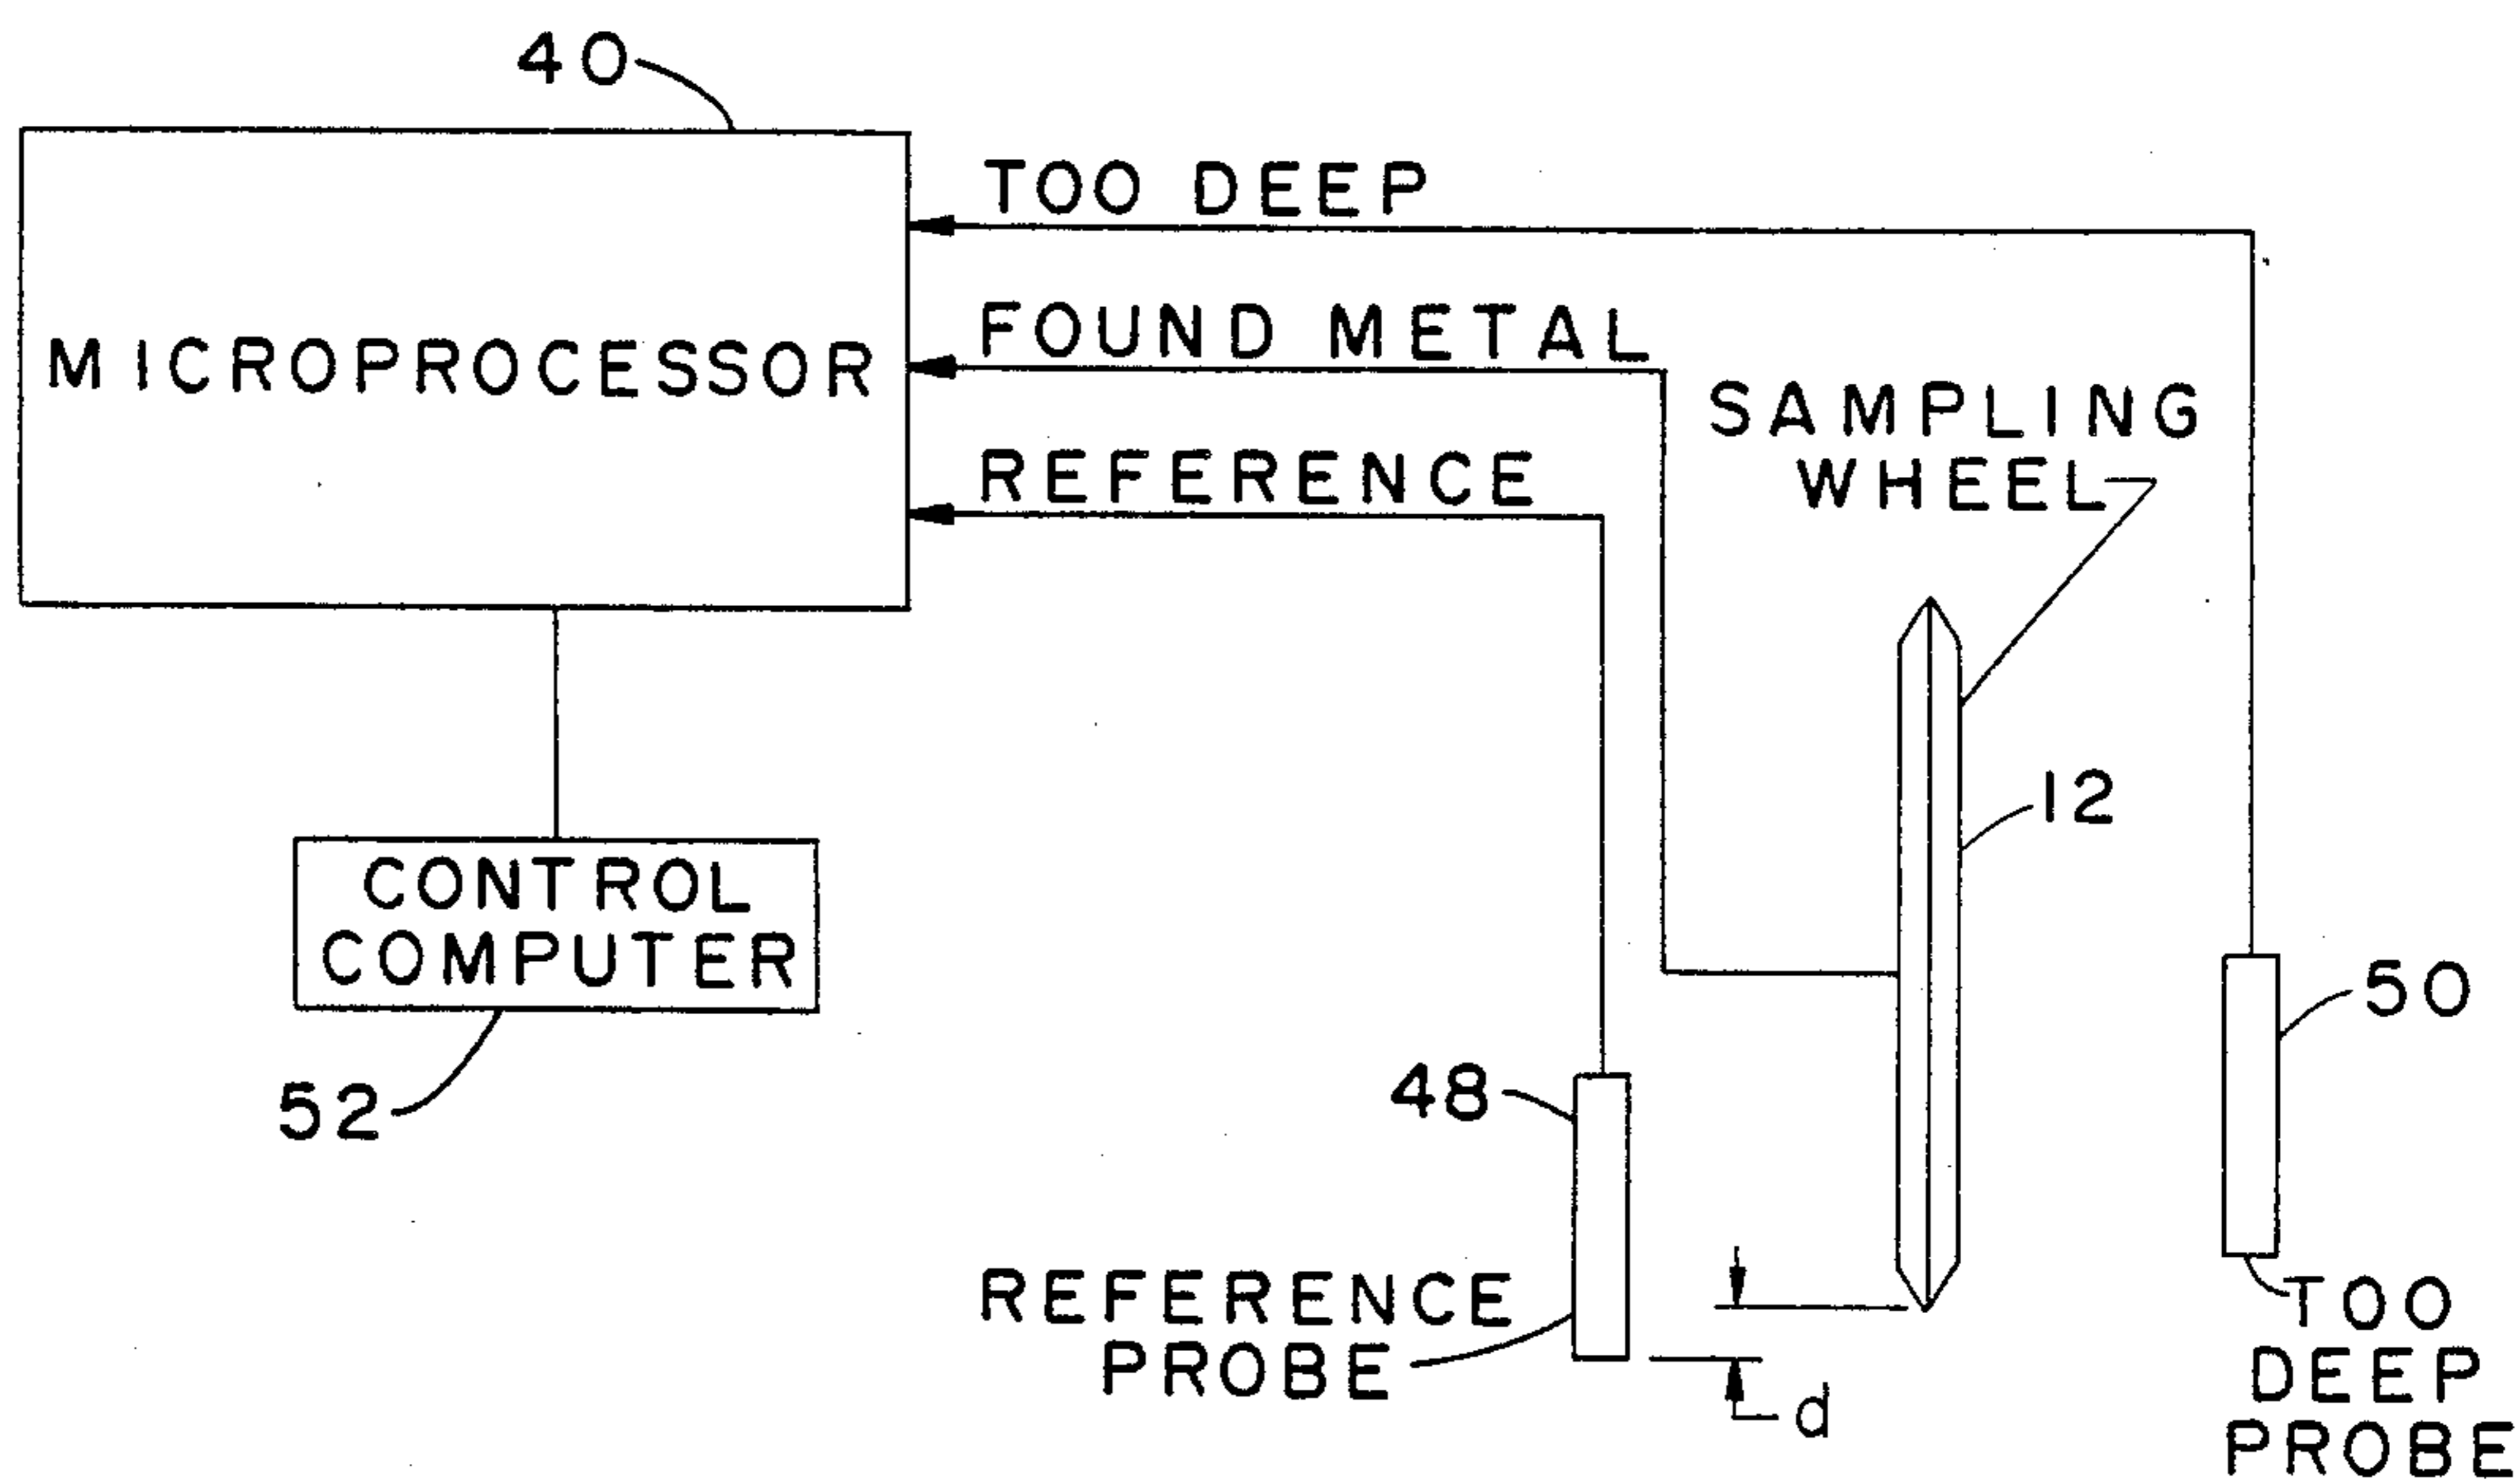 40
TOO DEEP
FOUND METAL
MICROPROCESSOR
REFERENCE
SAMPLING
WHEEL
12
CONTROL
COMPUTER
52
48
50
REFERENCE
PROBE
d
TOO
DEEP
PROBE